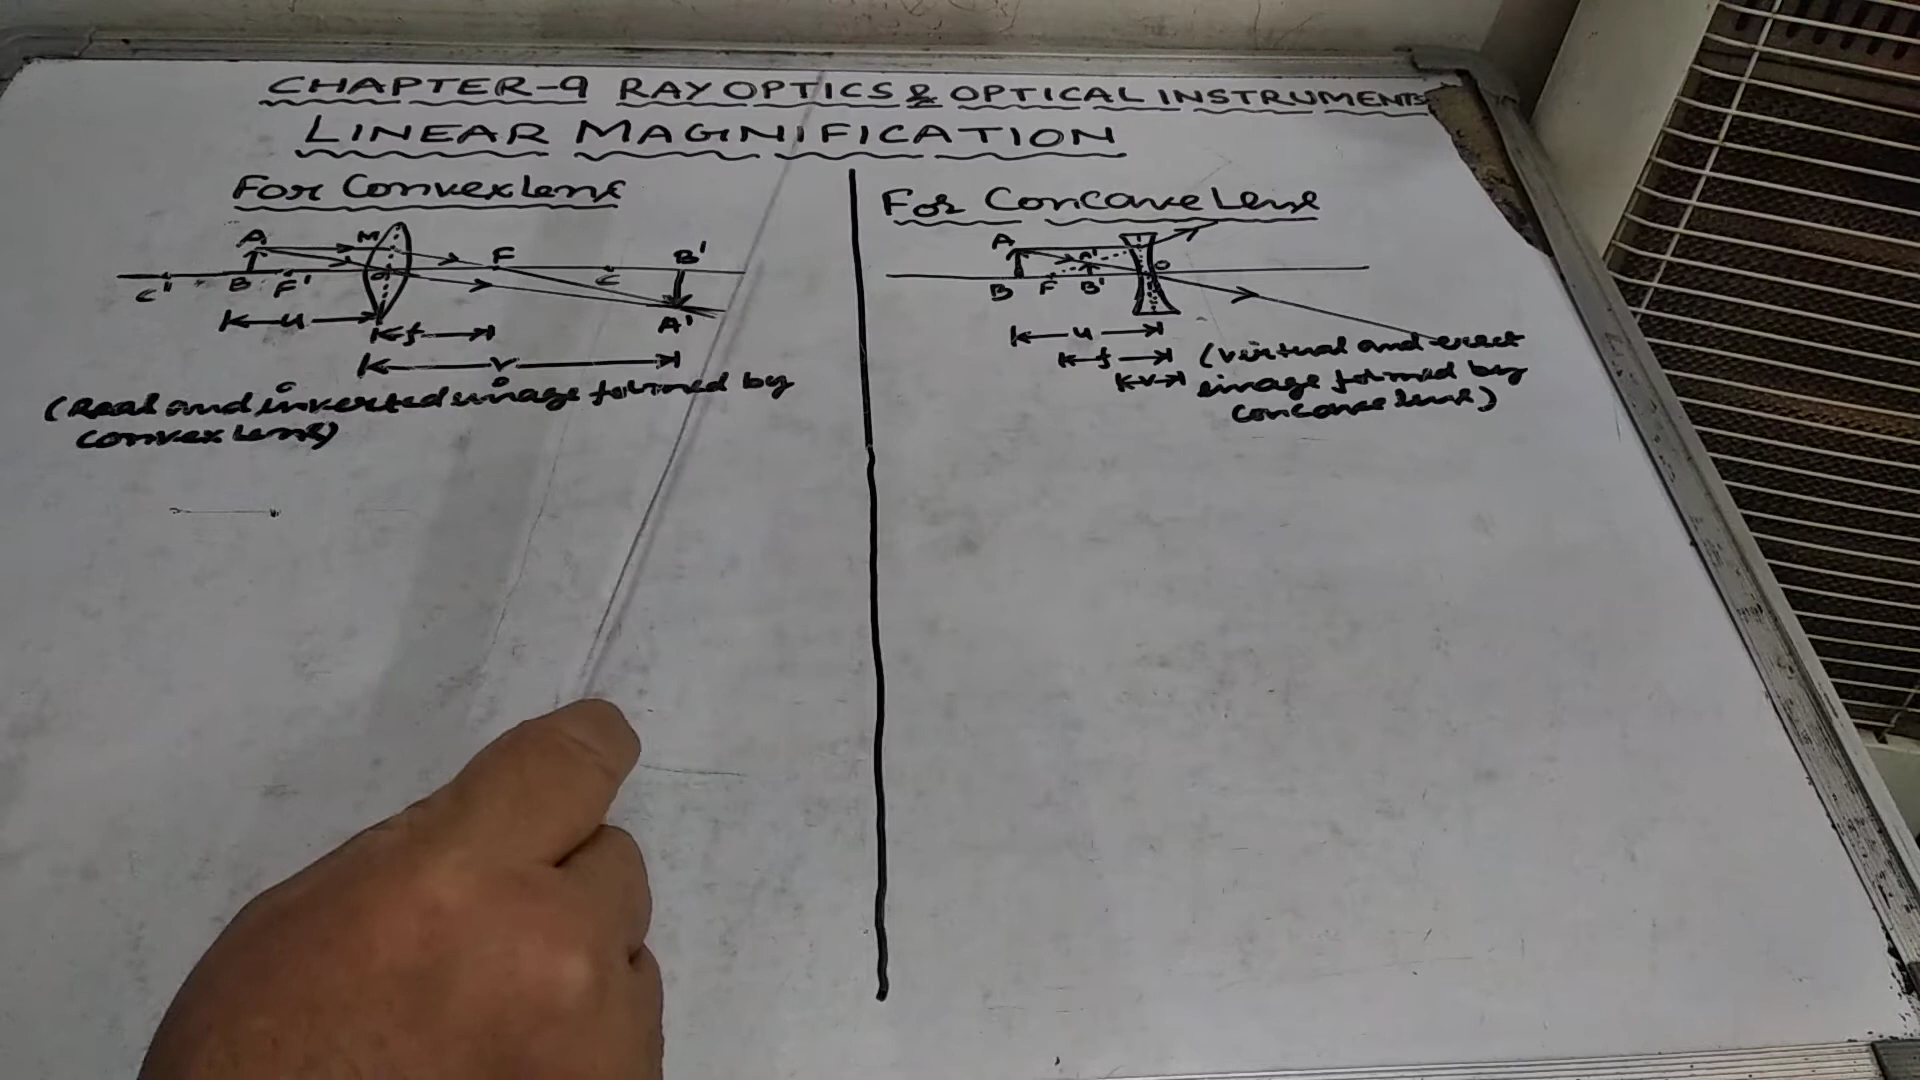 CHAPTER-9 RAY OPTICS & OPTICAL INSTRUMENTS
LINEAR MAGNIFICATION
For Convex Lens
A M F B'
C' B F' O C
A'
u
f
v
(Real and inverted image formed by
convex lens)
For Concave Lens
A A' O
B F B'
u
f
v
(virtual and erect
image formed by
concave lens)